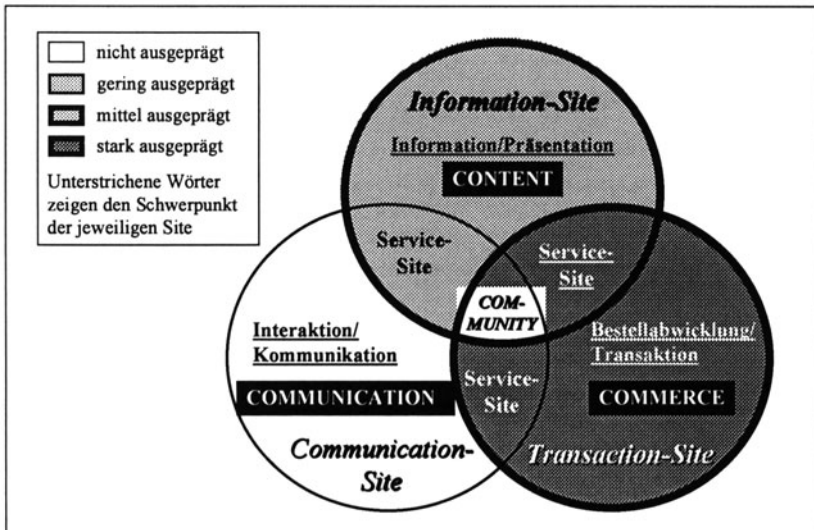 nicht ausgeprägt
gering ausgeprägt
mittel ausgeprägt
stark ausgeprägt
Unterstrichene Wörter
zeigen den Schwerpunkt
der jeweiligen Site
Information-Site
Information/Präsentation
CONTENT
Service-
Site
Service-
Site
COM-
MUNITY
Interaktion/
Kommunikation
COMMUNICATION
Communication-
Site
Service-
Site
Bestellabwicklung/
Transaktion
COMMERCE
Transaction-Site